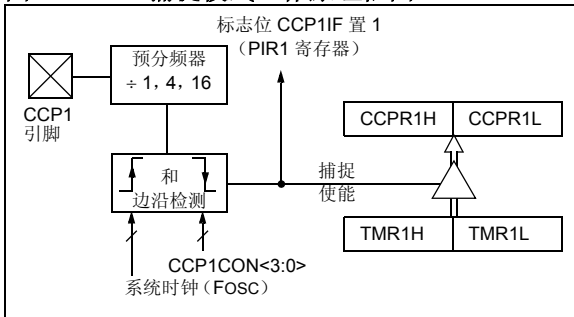 标志位 CCP1IF 置 1
（PIR1 寄存器）
预分频器
÷ 1，4，16
CCP1
引脚
CCPR1H CCPR1L
和
边沿检测
捕捉
使能
TMR1H TMR1L
CCP1CON<3:0>
系统时钟（FOSC）